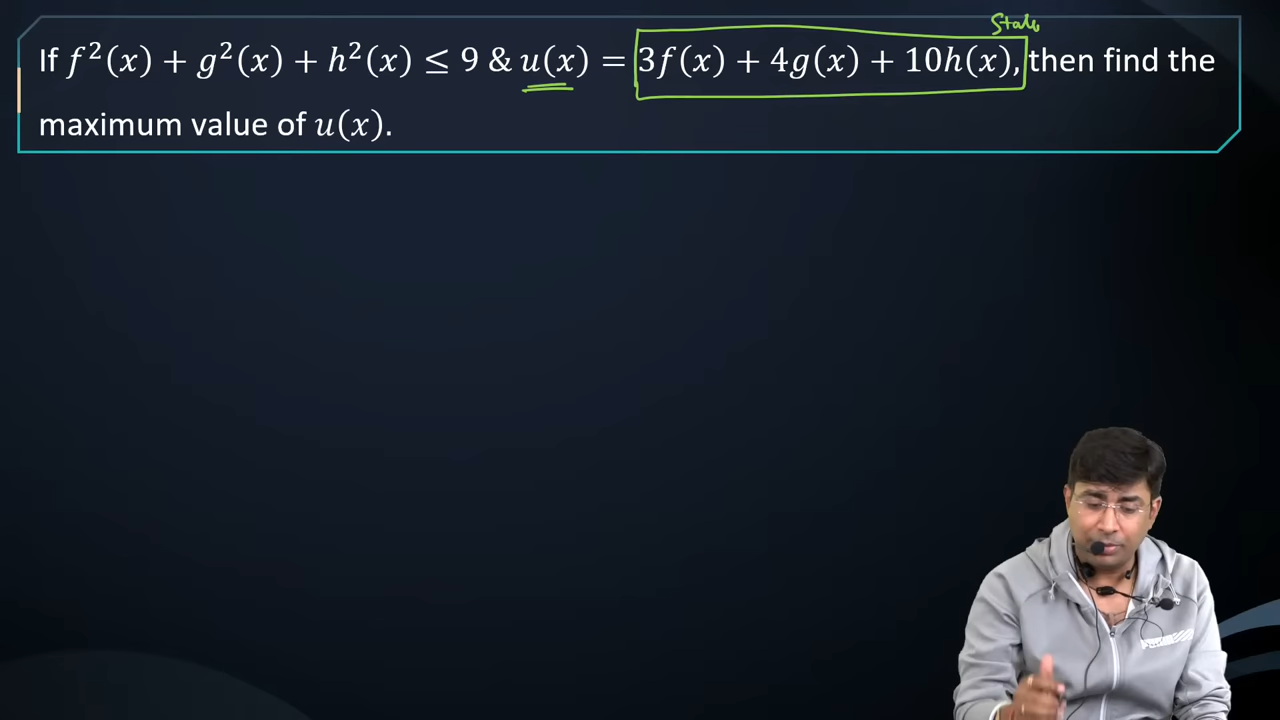 If f²(x) + g²(x) + h²(x) ≤ 9 & u(x) = 3f(x) + 4g(x) + 10h(x), then find the
maximum value of u(x).